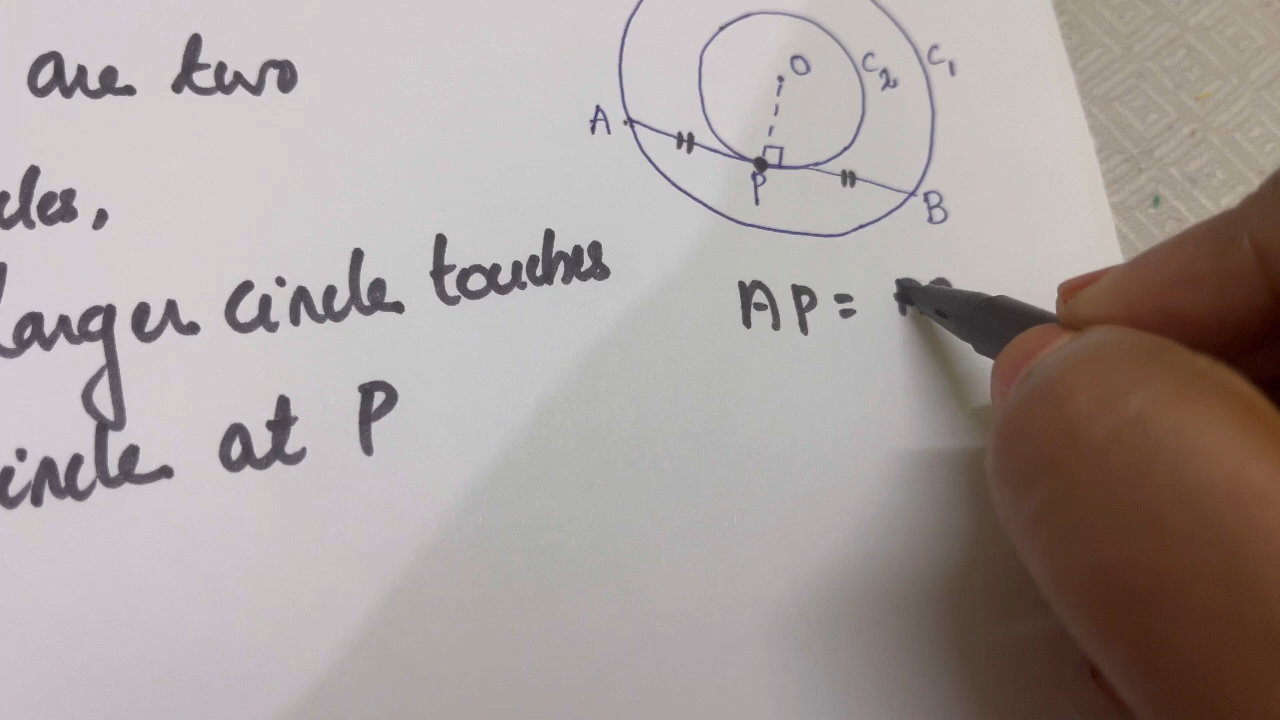 are two
cles,
larger circle touches
circle at P
O
C2
C1
A
P
B
AP =